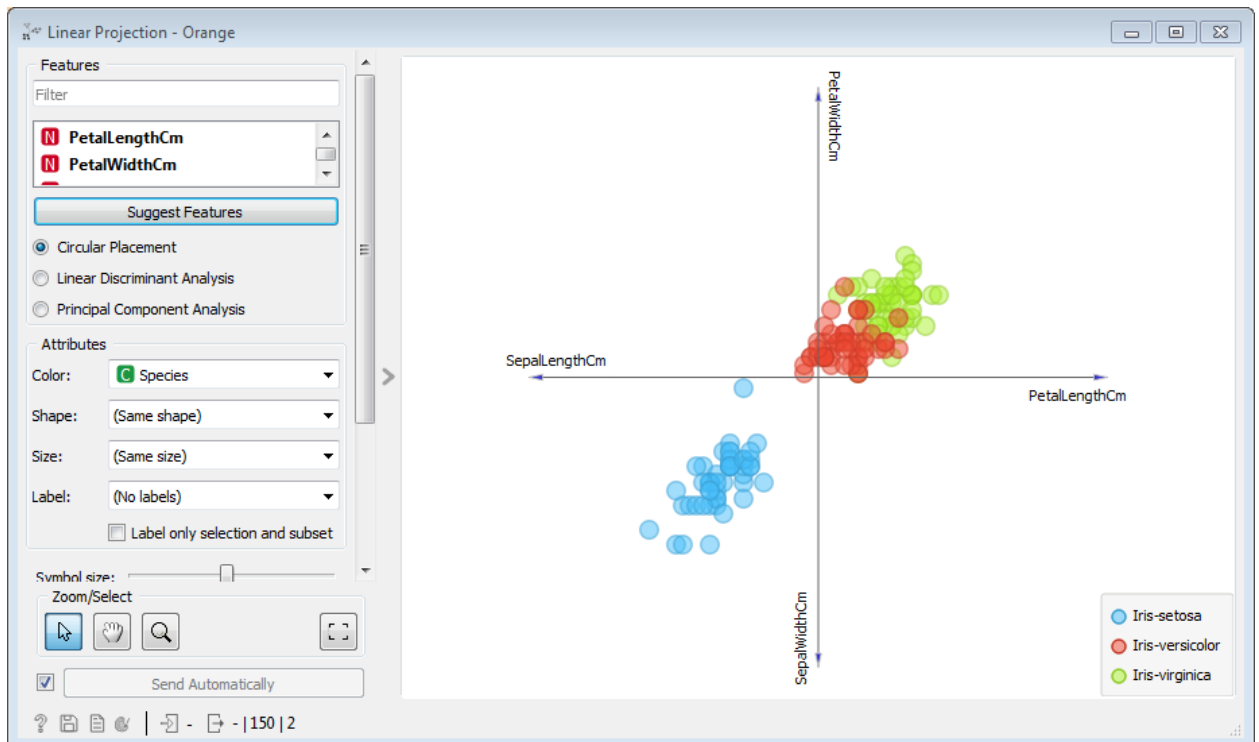 Linear Projection - Orange
Features
Filter
N PetalLengthCm
N PetalWidthCm
Suggest Features
Circular Placement
Linear Discriminant Analysis
Principal Component Analysis
Attributes
Color: C Species
Shape: (Same shape)
Size: (Same size)
Label: (No labels)
Label only selection and subset
Symbol size:
Zoom/Select
Send Automatically
? - - | 150 | 2
PetalWidthCm
SepalLengthCm
PetalLengthCm
SepalWidthCm
Iris-setosa
Iris-versicolor
Iris-virginica